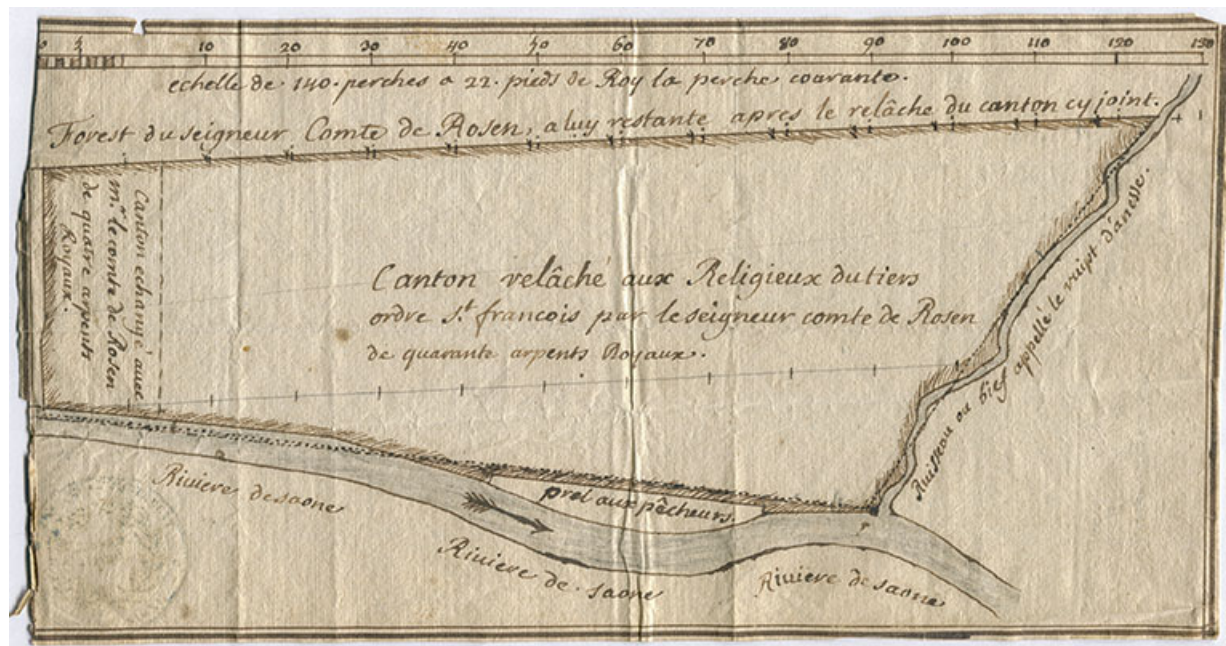 0 5 10 20 30 40 50 60 70 80 90 100 110 120 130
echelle de 140. perches a 22. pieds de Roy la perche courante.
Forest du seigneur Comte de Rosen, a luy restante apres le relâche du canton cy joint.
Canton echangé avec
mr. le comte de Rosen
de quatre arpents
Royaux.
Canton relâché aux Religieux du tiers
ordre St. francois par le seigneur comte de Rosen
de quarante arpents Royaux.
Ruisseau ou bief appellé le rupt d'anesse.
prel aux pêcheurs.
Riviere de saone
Riviere de saone
Riviere de saone